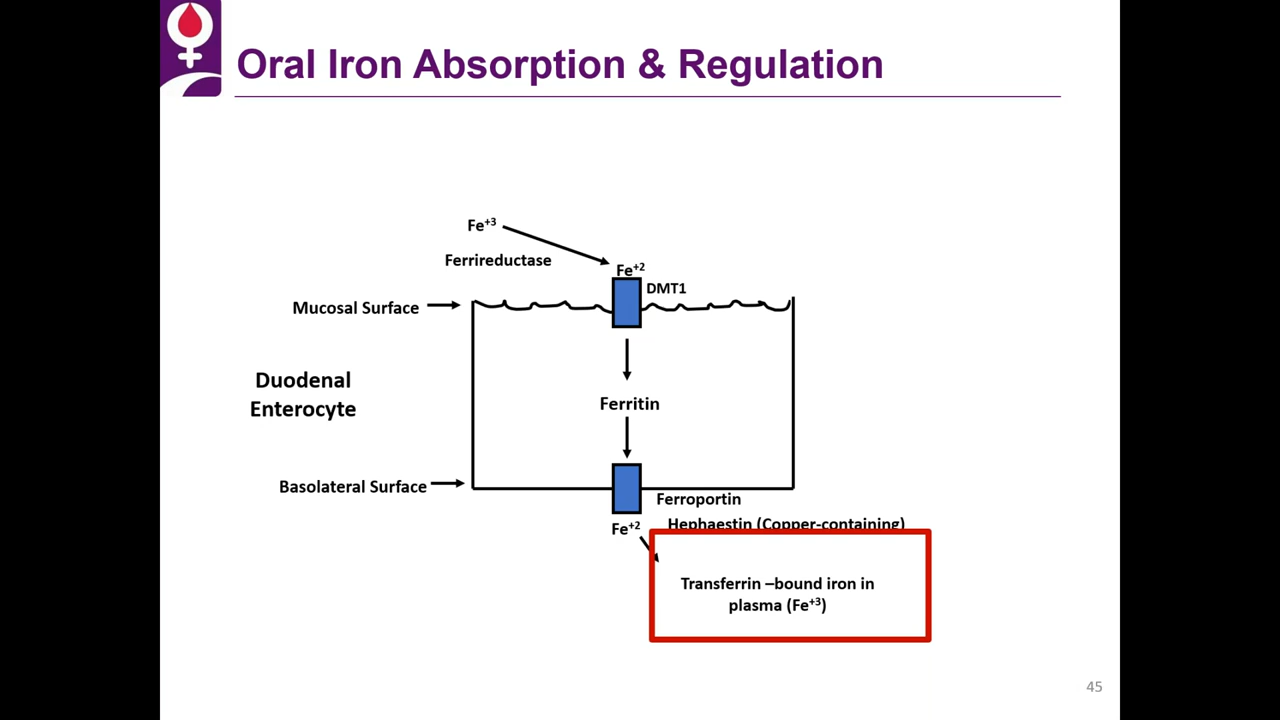 Oral Iron Absorption & Regulation
Fe+3
Ferrireductase
Fe+2
DMT1
Mucosal Surface
Duodenal
Enterocyte
Ferritin
Basolateral Surface
Ferroportin
Hephaestin (Copper-containing)
Fe+2
Transferrin –bound iron in
plasma (Fe+3)
45